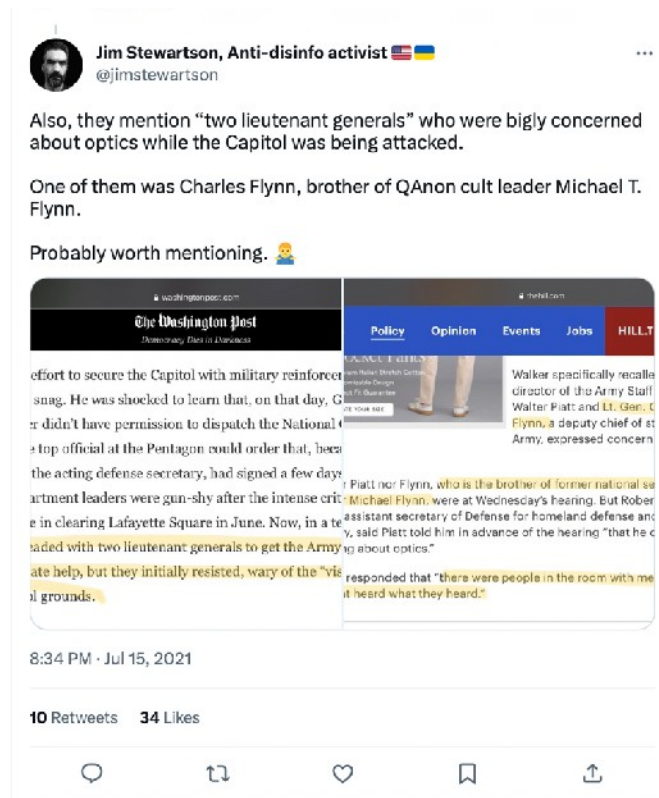 Jim Stewartson, Anti-disinfo activist 🇺🇸🇺🇦
@jimstewartson
Also, they mention “two lieutenant generals” who were bigly concerned
about optics while the Capitol was being attacked.
One of them was Charles Flynn, brother of QAnon cult leader Michael T.
Flynn.
Probably worth mentioning. 🤷‍♂️
washingtonpost.com
The Washington Post
Democracy Dies in Darkness
effort to secure the Capitol with military reinforcer
snag. He was shocked to learn that, on that day, G
er didn’t have permission to dispatch the National
e top official at the Pentagon could order that, beca
the acting defense secretary, had signed a few days
artment leaders were gun-shy after the intense crit
e in clearing Lafayette Square in June. Now, in a te
eaded with two lieutenant generals to get the Army
ate help, but they initially resisted, wary of the “vis
ol grounds.
thehill.com
Policy Opinion Events Jobs HILL.T
Walker specifically recalle
director of the Army Staff
Walter Piatt and Lt. Gen. C
Flynn, a deputy chief of st
Army, expressed concern
r Piatt nor Flynn, who is the brother of former national se
r Michael Flynn, were at Wednesday’s hearing. But Rober
assistant secretary of Defense for homeland defense and
y, said Piatt told him in advance of the hearing “that he c
ng about optics.”
responded that “there were people in the room with me
t heard what they heard.”
8:34 PM · Jul 15, 2021
10 Retweets 34 Likes